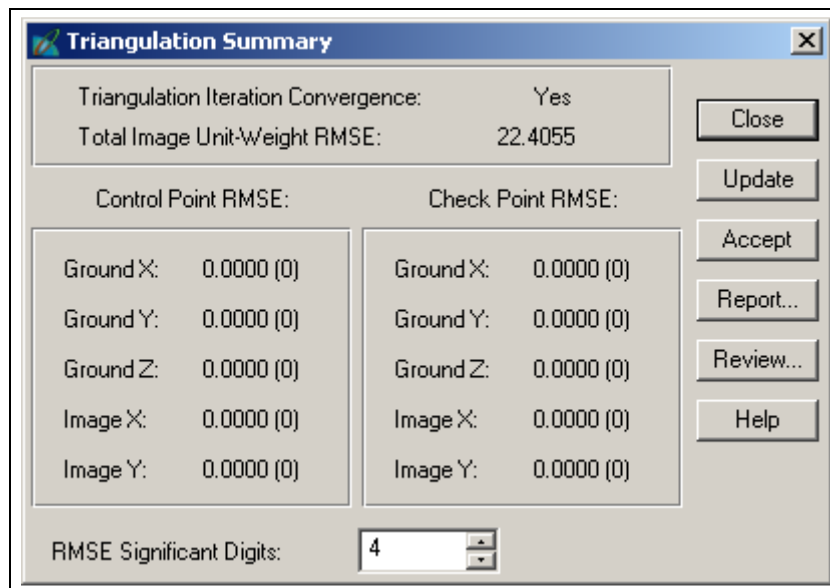 Triangulation Summary
Triangulation Iteration Convergence: Yes
Total Image Unit-Weight RMSE: 22.4055
Control Point RMSE:
Ground X: 0.0000 (0)
Ground Y: 0.0000 (0)
Ground Z: 0.0000 (0)
Image X: 0.0000 (0)
Image Y: 0.0000 (0)
Check Point RMSE:
Ground X: 0.0000 (0)
Ground Y: 0.0000 (0)
Ground Z: 0.0000 (0)
Image X: 0.0000 (0)
Image Y: 0.0000 (0)
RMSE Significant Digits: 4
Close
Update
Accept
Report...
Review...
Help